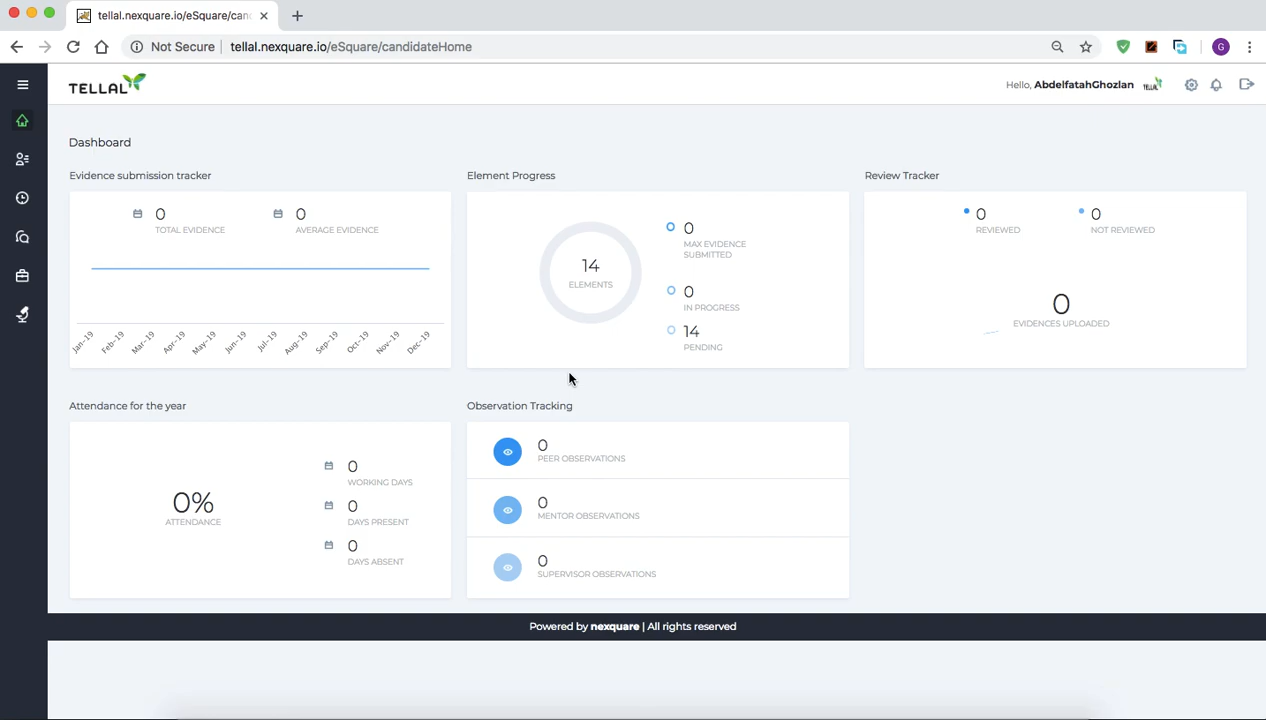 tellal.nexquare.io/eSquare/can
Not Secure
tellal.nexquare.io/eSquare/candidateHome
G
TELLAL
Hello, AbdelfatahGhozlan
TELLAL
Dashboard
Evidence submission tracker
0
TOTAL EVIDENCE
0
AVERAGE EVIDENCE
Jan-19
Feb-19
Mar-19
Apr-19
May-19
Jun-19
Jul-19
Aug-19
Sep-19
Oct-19
Nov-19
Dec-19
Element Progress
14
ELEMENTS
0
MAX EVIDENCE
SUBMITTED
0
IN PROGRESS
14
PENDING
Review Tracker
0
REVIEWED
0
NOT REVIEWED
0
EVIDENCES UPLOADED
Attendance for the year
0%
ATTENDANCE
0
WORKING DAYS
0
DAYS PRESENT
0
DAYS ABSENT
Observation Tracking
0
PEER OBSERVATIONS
0
MENTOR OBSERVATIONS
0
SUPERVISOR OBSERVATIONS
Powered by nexquare | All rights reserved